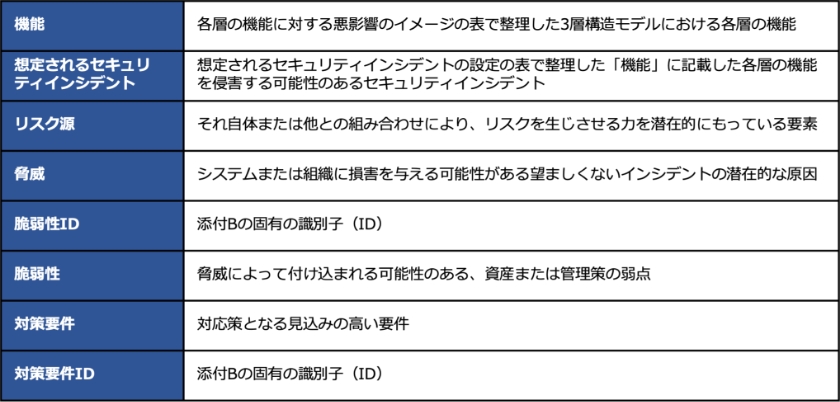 機能
各層の機能に対する悪影響のイメージの表で整理した3層構造モデルにおける各層の機能
想定されるセキュリ
ティインシデント
想定されるセキュリティインシデントの設定の表で整理した「機能」に記載した各層の機能
を侵害する可能性のあるセキュリティインシデント
リスク源
それ自体または他との組み合わせにより、リスクを生じさせる力を潜在的にもっている要素
脅威
システムまたは組織に損害を与える可能性がある望ましくないインシデントの潜在的な原因
脆弱性ID
添付Bの固有の識別子（ID）
脆弱性
脅威によって付け込まれる可能性のある、資産または管理策の弱点
対策要件
対応策となる見込みの高い要件
対策要件ID
添付Bの固有の識別子（ID）